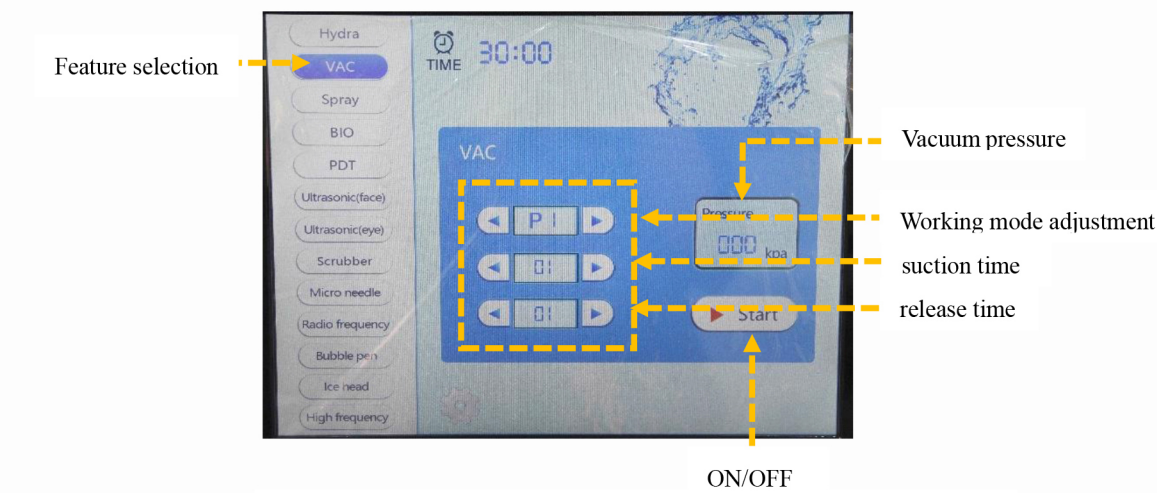 Feature selection
Hydra
VAC
Spray
BIO
PDT
Ultrasonic(face)
Ultrasonic(eye)
Scrubber
Micro needle
Radio frequency
Bubble pen
Ice head
High frequency
TIME 30:00
VAC
P1
01
01
Pressure
000 kpa
Start
Vacuum pressure
Working mode adjustment
suction time
release time
ON/OFF